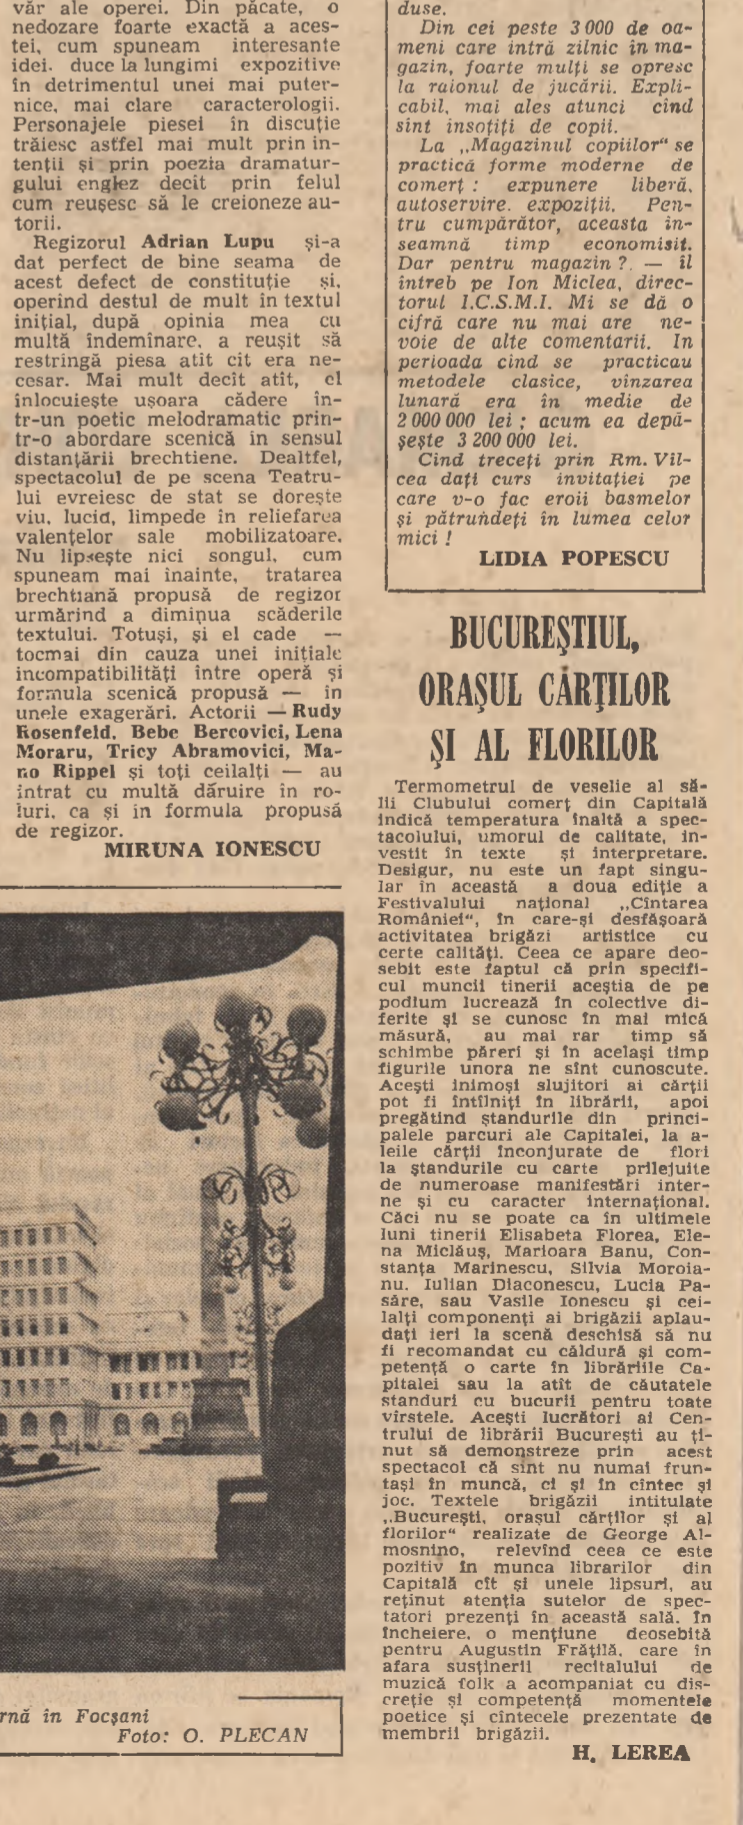 văr ale operei. Din păcate, o
nedozare foarte exactă a aces-
tei, cum spuneam interesante
idei, duce la lungimi expozitive
în detrimentul unei mai puter-
nice, mai clare caracterologii.
Personajele piesei în discuție
trăiesc astfel mai mult prin in-
tenții și prin poezia dramatur-
gului englez decit prin felul
cum reușesc să le creioneze au-
torii.
Regizorul Adrian Lupu și-a
dat perfect de bine seama de
acest defect de constituție și,
operind destul de mult în textul
inițial, după opinia mea cu
multă îndemînare, a reușit să
restringă piesa atit cit era ne-
cesar. Mai mult decît atît, el
înlocuiește ușoara cădere în-
tr-un poetic melodramatic prin-
tr-o abordare scenică in sensul
distanțării brechtiene. Dealtfel,
spectacolul de pe scena Teatru-
lui evreiesc de stat se dorește
viu, lucid, limpede în reliefarea
valențelor sale mobilizatoare.
Nu lipsește nici songul, cum
spuneam mai înainte, tratarea
brechtiană propusă de regizor
urmărind a diminua scăderile
textului. Totuși, și el cade —
tocmai din cauza unei inițiale
incompatibilități între operă și
formula scenică propusă — in
unele exagerări. Actorii — Rudy
Rosenfeld, Bebe Bercovici, Lena
Moraru, Tricy Abramovici, Ma-
no Rippel și toți ceilalți — au
intrat cu multă dăruire în ro-
luri, ca și in formula propusă
de regizor.
MIRUNA IONESCU
rnă în Focșani
Foto: O. PLECAN
duse.
Din cei peste 3 000 de oa-
meni care intră zilnic in ma-
gazin, foarte mulți se opresc
la raionul de jucării. Expli-
cabil, mai ales atunci cind
sînt insoțiți de copii.
La „Magazinul copiilor“ se
practică forme moderne de
comerț : expunere liberă,
autoservire, expoziții. Pen-
tru cumpărător, aceasta în-
seamnă timp economisit.
Dar pentru magazin ? — îl
întreb pe Ion Miclea, direc-
torul I.C.S.M.I. Mi se dă o
cifră care nu mai are ne-
voie de alte comentarii. In
perioada cind se practicau
metodele clasice, vînzarea
lunară era în medie de
2 000 000 lei ; acum ea depă-
șește 3 200 000 lei.
Cind treceți prin Rm. Vîl-
cea dați curs invitației pe
care v-o fac eroii basmelor
și pătrundeți în lumea celor
mici !
LIDIA POPESCU
BUCUREȘTIUL,
ORAȘUL CĂRȚILOR
ȘI AL FLORILOR
Termometrul de veselie al să-
lii Clubului comerț din Capitală
indică temperatura înaltă a spec-
tacolului, umorul de calitate, in-
vestit în texte și interpretare.
Desigur, nu este un fapt singu-
lar în această a doua ediție a
Festivalului național „Cîntarea
României“, în care-și desfășoară
activitatea brigăzi artistice cu
certe calități. Ceea ce apare deo-
sebit este faptul că prin specifi-
cul muncii tinerii aceștia de pe
podium lucrează în colective di-
ferite și se cunosc în mai mică
măsură, au mai rar timp să
schimbe păreri și în același timp
figurile unora ne sînt cunoscute.
Acești inimoși slujitori ai cărții
pot fi întîlniți în librării, apoi
pregătind standurile din princi-
palele parcuri ale Capitalei, la a-
leile cărții înconjurate de flori
la ștandurile cu carte prilejuite
de numeroase manifestări inter-
ne și cu caracter internațional.
Căci nu se poate ca în ultimele
luni tinerii Elisabeta Florea, Ele-
na Miclăuș, Marioara Banu, Con-
stanța Marinescu, Silvia Moroia-
nu, Iulian Diaconescu, Lucia Pa-
săre, sau Vasile Ionescu și cei-
lalți componenți ai brigăzii aplau-
dați ieri la scenă deschisă să nu
fi recomandat cu căldură și com-
petență o carte în librăriile Ca-
pitalei sau la atît de căutatele
standuri cu bucurii pentru toate
vîrstele. Acești lucrători ai Cen-
trului de librării București au ți-
nut să demonstreze prin acest
spectacol că sînt nu numai frun-
tași în muncă, ci și în cîntec și
joc. Textele brigăzii intitulate
„București, orașul cărților și al
florilor“ realizate de George Al-
mosnino, relevînd ceea ce este
pozitiv în munca librarilor din
Capitală cît și unele lipsuri, au
reținut atenția sutelor de spec-
tatori prezenți în această sală. În
încheiere, o mențiune deosebită
pentru Augustin Frățilă, care în
afara susținerii recitalului de
muzică folk a acompaniat cu dis-
creție și competență momentele
poetice și cîntecele prezentate de
membrii brigăzii.
H. LEREA